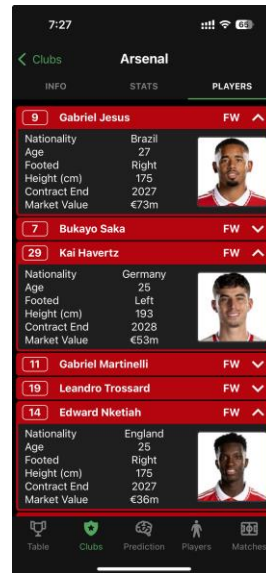 7:27
65
Clubs
Arsenal
INFO STATS PLAYERS
9 Gabriel Jesus FW
Nationality Brazil
Age 27
Footed Right
Height (cm) 175
Contract End 2027
Market Value €73m
7 Bukayo Saka FW
29 Kai Havertz FW
Nationality Germany
Age 25
Footed Left
Height (cm) 193
Contract End 2028
Market Value €53m
11 Gabriel Martinelli FW
19 Leandro Trossard FW
14 Edward Nketiah FW
Nationality England
Age 25
Footed Right
Height (cm) 175
Contract End 2027
Market Value €36m
Table Clubs Prediction Players Matches